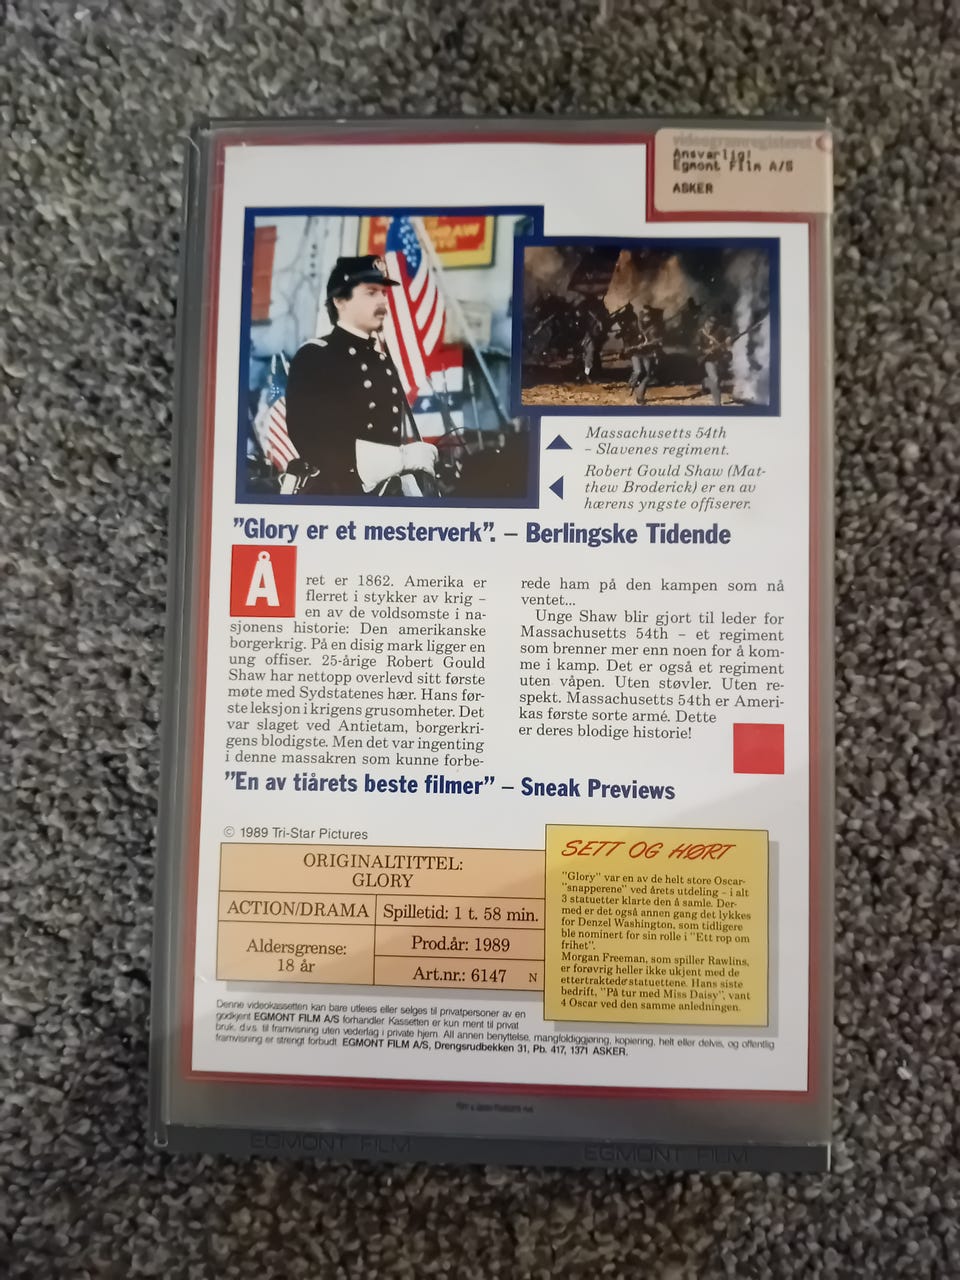 videogramregisteret
Ansvarlig:
Egmont Film A/S
ASKER
Massachusetts 54th
– Slavenes regiment.
Robert Gould Shaw (Mat-
thew Broderick) er en av
hærens yngste offiserer.
"Glory er et mesterverk". – Berlingske Tidende
Året er 1862. Amerika er
flerret i stykker av krig –
en av de voldsomste i na-
sjonens historie: Den amerikanske
borgerkrig. På en disig mark ligger en
ung offiser. 25-årige Robert Gould
Shaw har nettopp overlevd sitt første
møte med Sydstatenes hær. Hans før-
ste leksjon i krigens grusomheter. Det
var slaget ved Antietam, borgerkri-
gens blodigste. Men det var ingenting
i denne massakren som kunne forbe-
rede ham på den kampen som nå
ventet...
Unge Shaw blir gjort til leder for
Massachusetts 54th – et regiment
som brenner mer enn noen for å kom-
me i kamp. Det er også et regiment
uten våpen. Uten støvler. Uten re-
spekt. Massachusetts 54th er Ameri-
kas første sorte armé. Dette
er deres blodige historie!
"En av tiårets beste filmer" – Sneak Previews
© 1989 Tri-Star Pictures
ORIGINALTITTEL:
GLORY
ACTION/DRAMA
Spilletid: 1 t. 58 min.
Aldersgrense:
18 år
Prod.år: 1989
Art.nr.: 6147 N
SETT OG HØRT
"Glory" var en av de helt store Oscar-
"snapperene" ved årets utdeling - i alt
3 statuetter klarte den å samle. Der-
med er det også annen gang det lykkes
for Denzel Washington, som tidligere
ble nominert for sin rolle i "Ett rop om
frihet".
Morgan Freeman, som spiller Rawlins,
er forøvrig heller ikke ukjent med de
ettertraktede statuettene. Hans siste
bedrift, "På tur med Miss Daisy", vant
4 Oscar ved den samme anledningen.
Denne videokassetten kan bare utleies eller selges til privatpersoner av en
godkjent EGMONT FILM A/S forhandler. Kassetten er kun ment til privat
bruk, d.v.s. til framvisning uten vederlag i private hjem. All annen benyttelse, mangfoldiggjøring, kopiering, helt eller delvis, og offentlig
framvisning er strengt forbudt. EGMONT FILM A/S, Drengsrudbekken 31, Pb. 417, 1371 ASKER.
EGMONT FILM EGMONT FILM